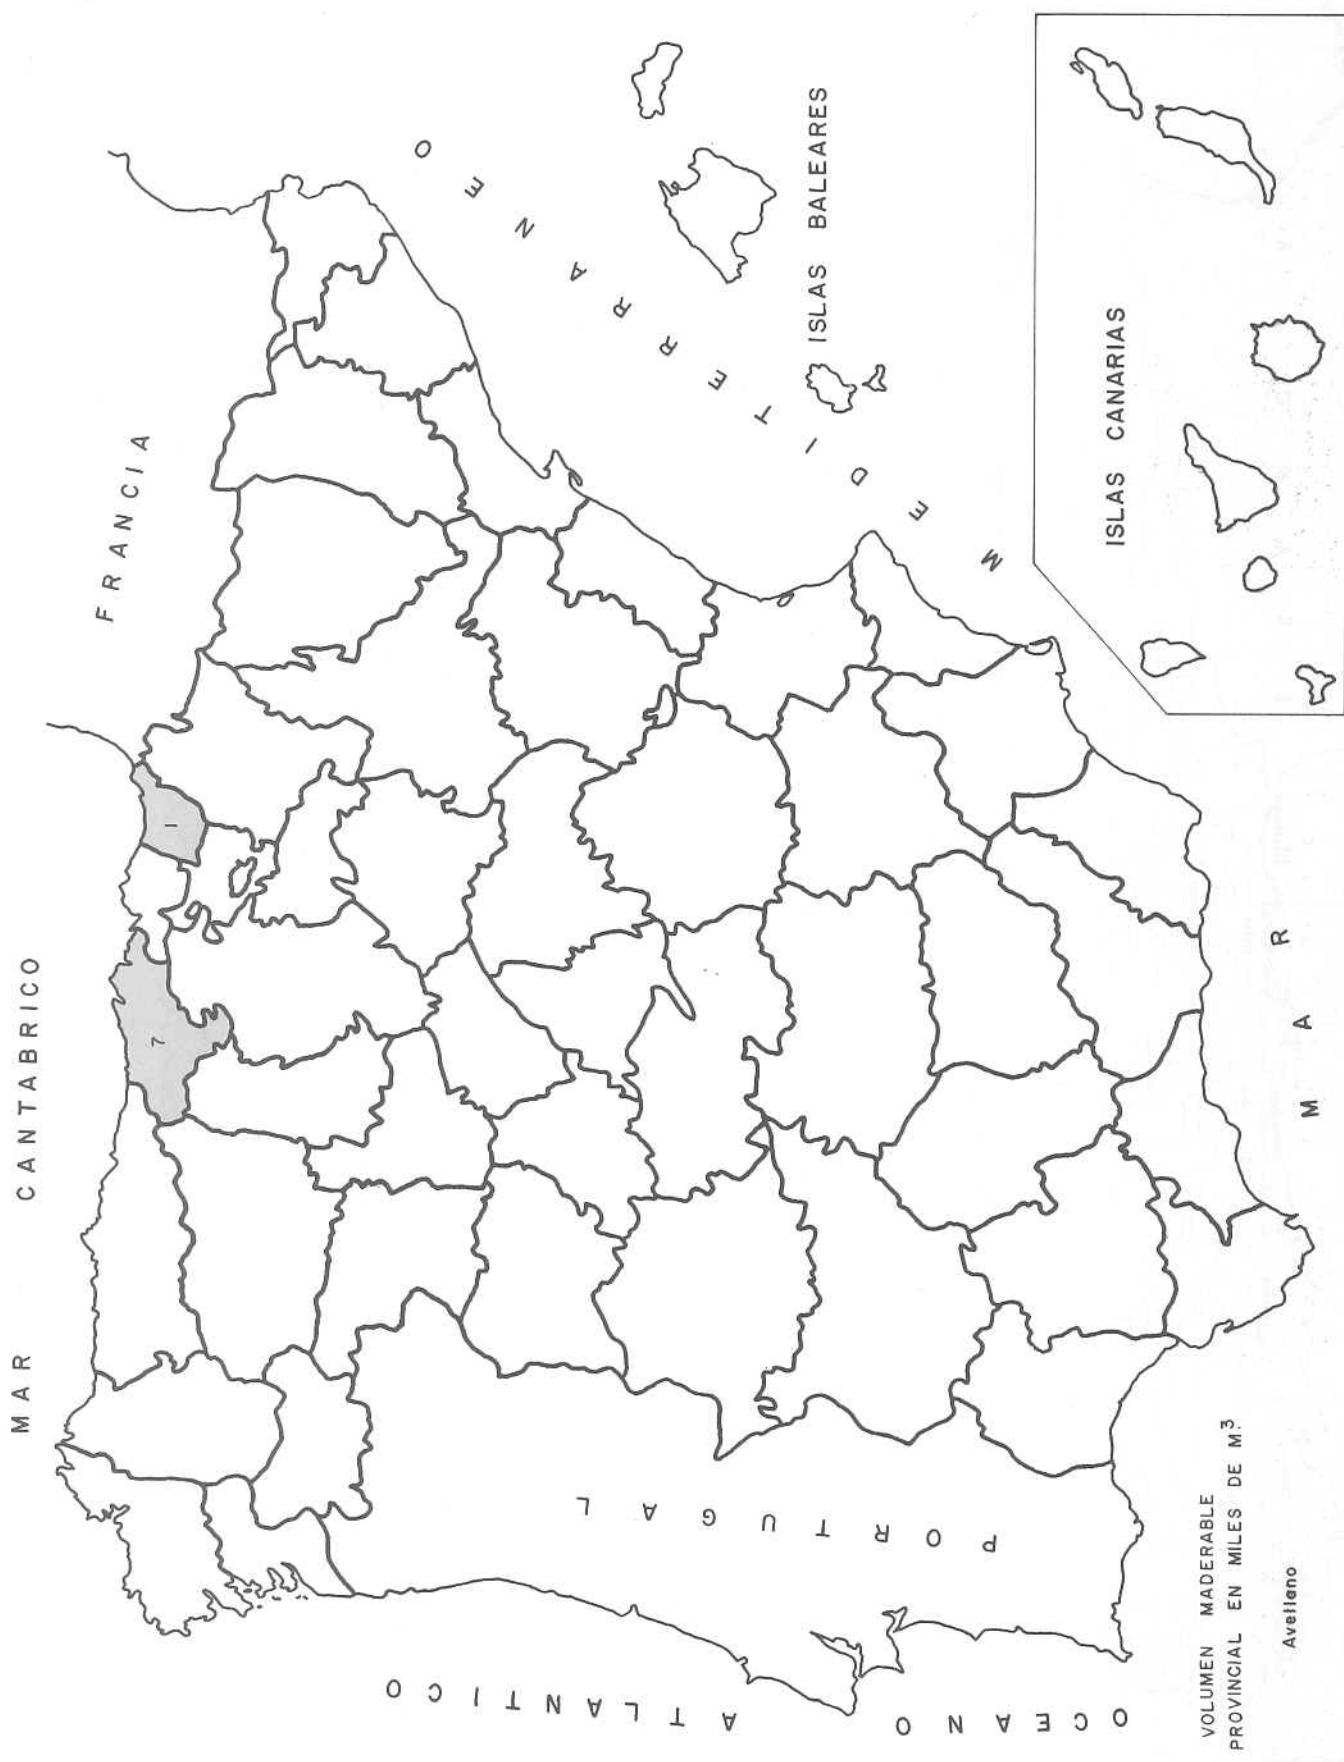 MAR CANTABRICO
FRANCIA
7
1
OCEANO ATLANTICO
PORTUGAL
MAR MEDITERRANEO
ISLAS BALEARES
ISLAS CANARIAS
VOLUMEN MADERABLE
PROVINCIAL EN MILES DE M.³
Avellano